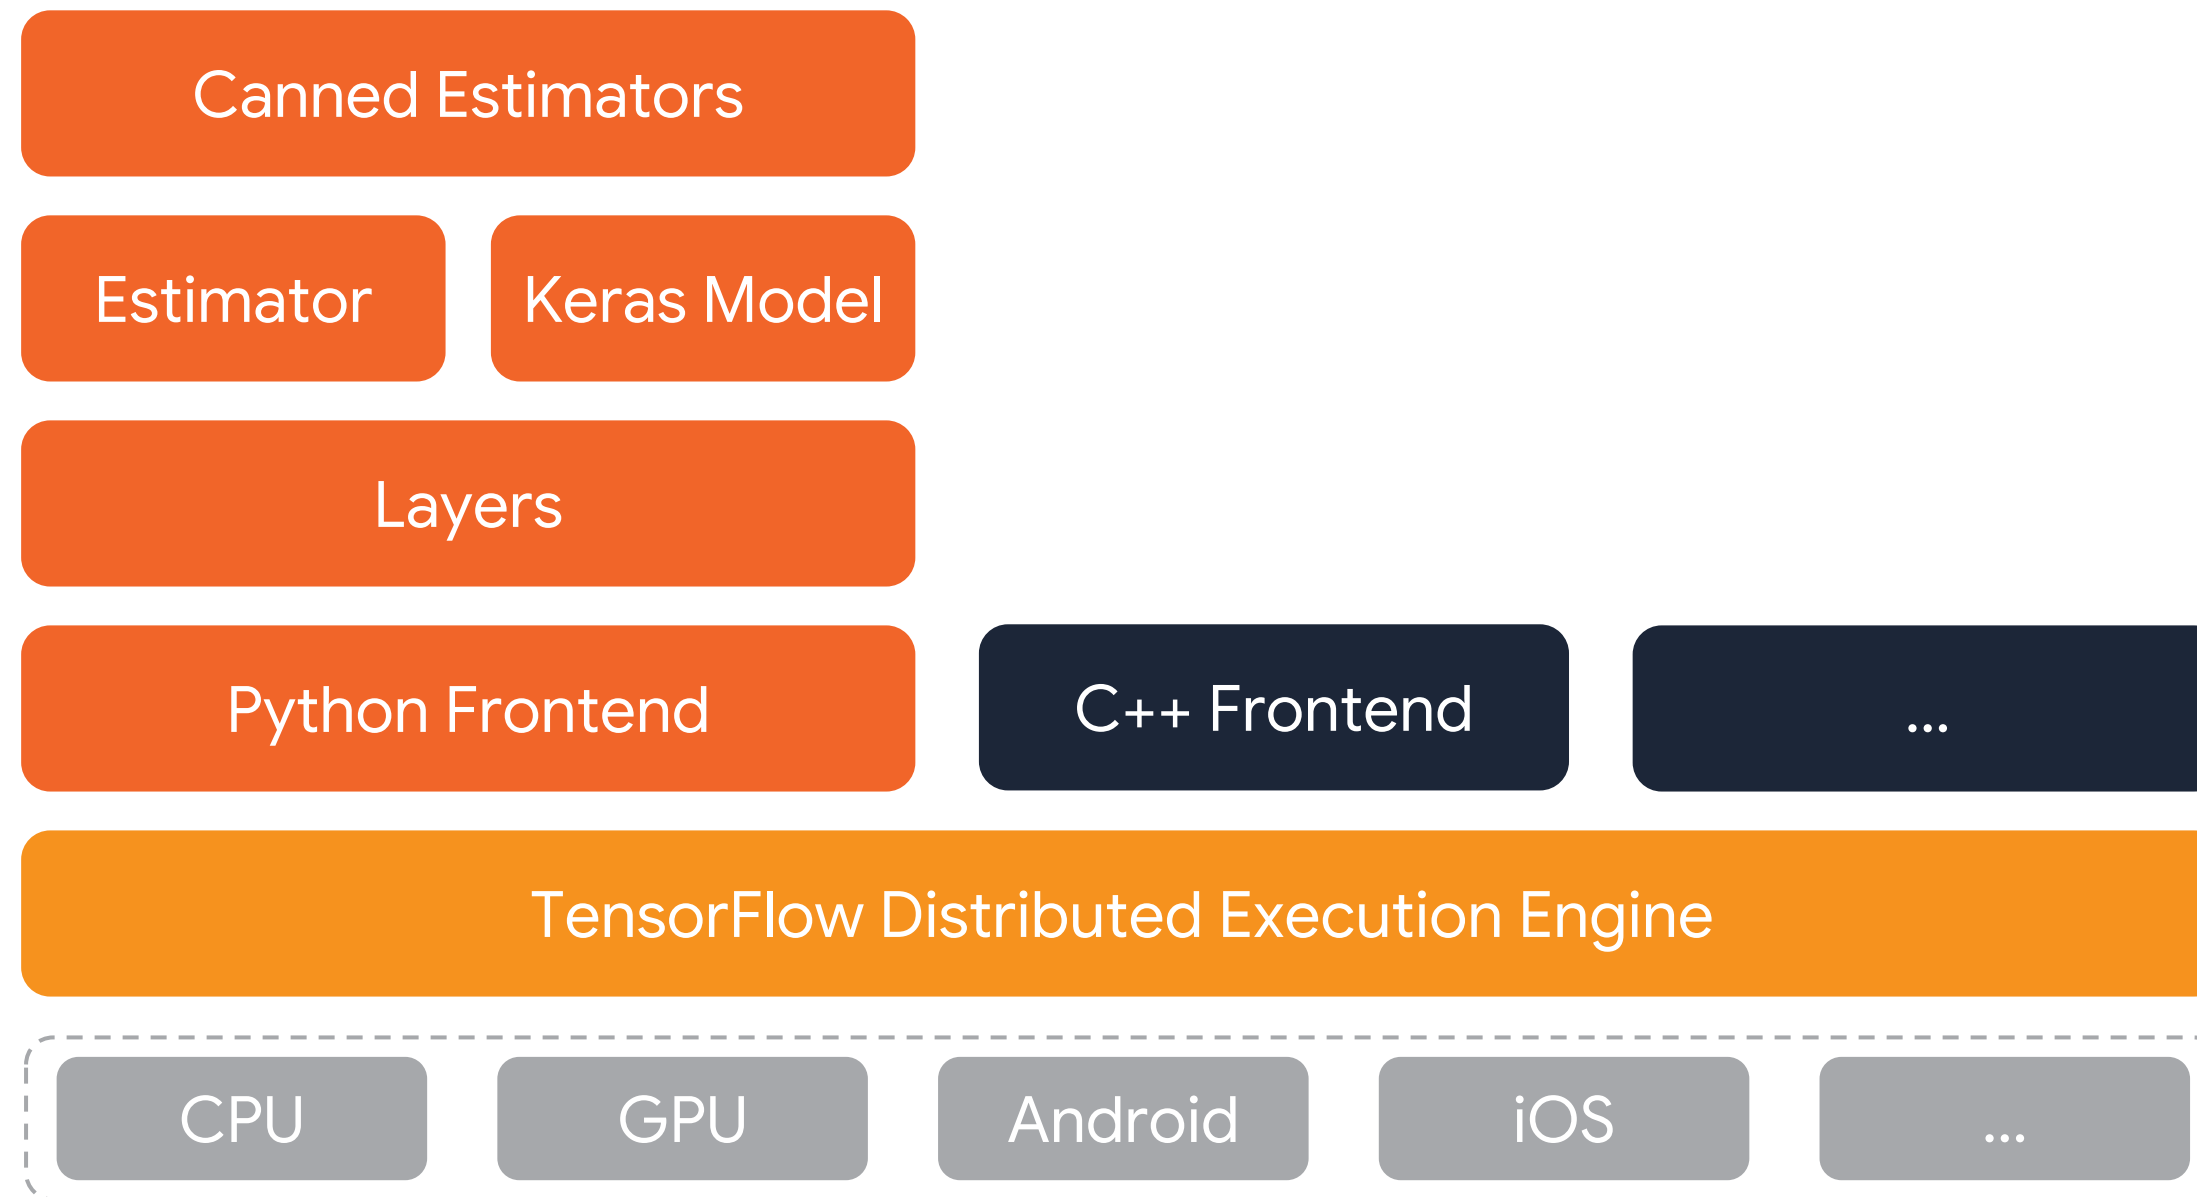 Canned Estimators
Estimator
Keras Model
Layers
Python Frontend
C++ Frontend
...
TensorFlow Distributed Execution Engine
CPU
GPU
Android
iOS
...